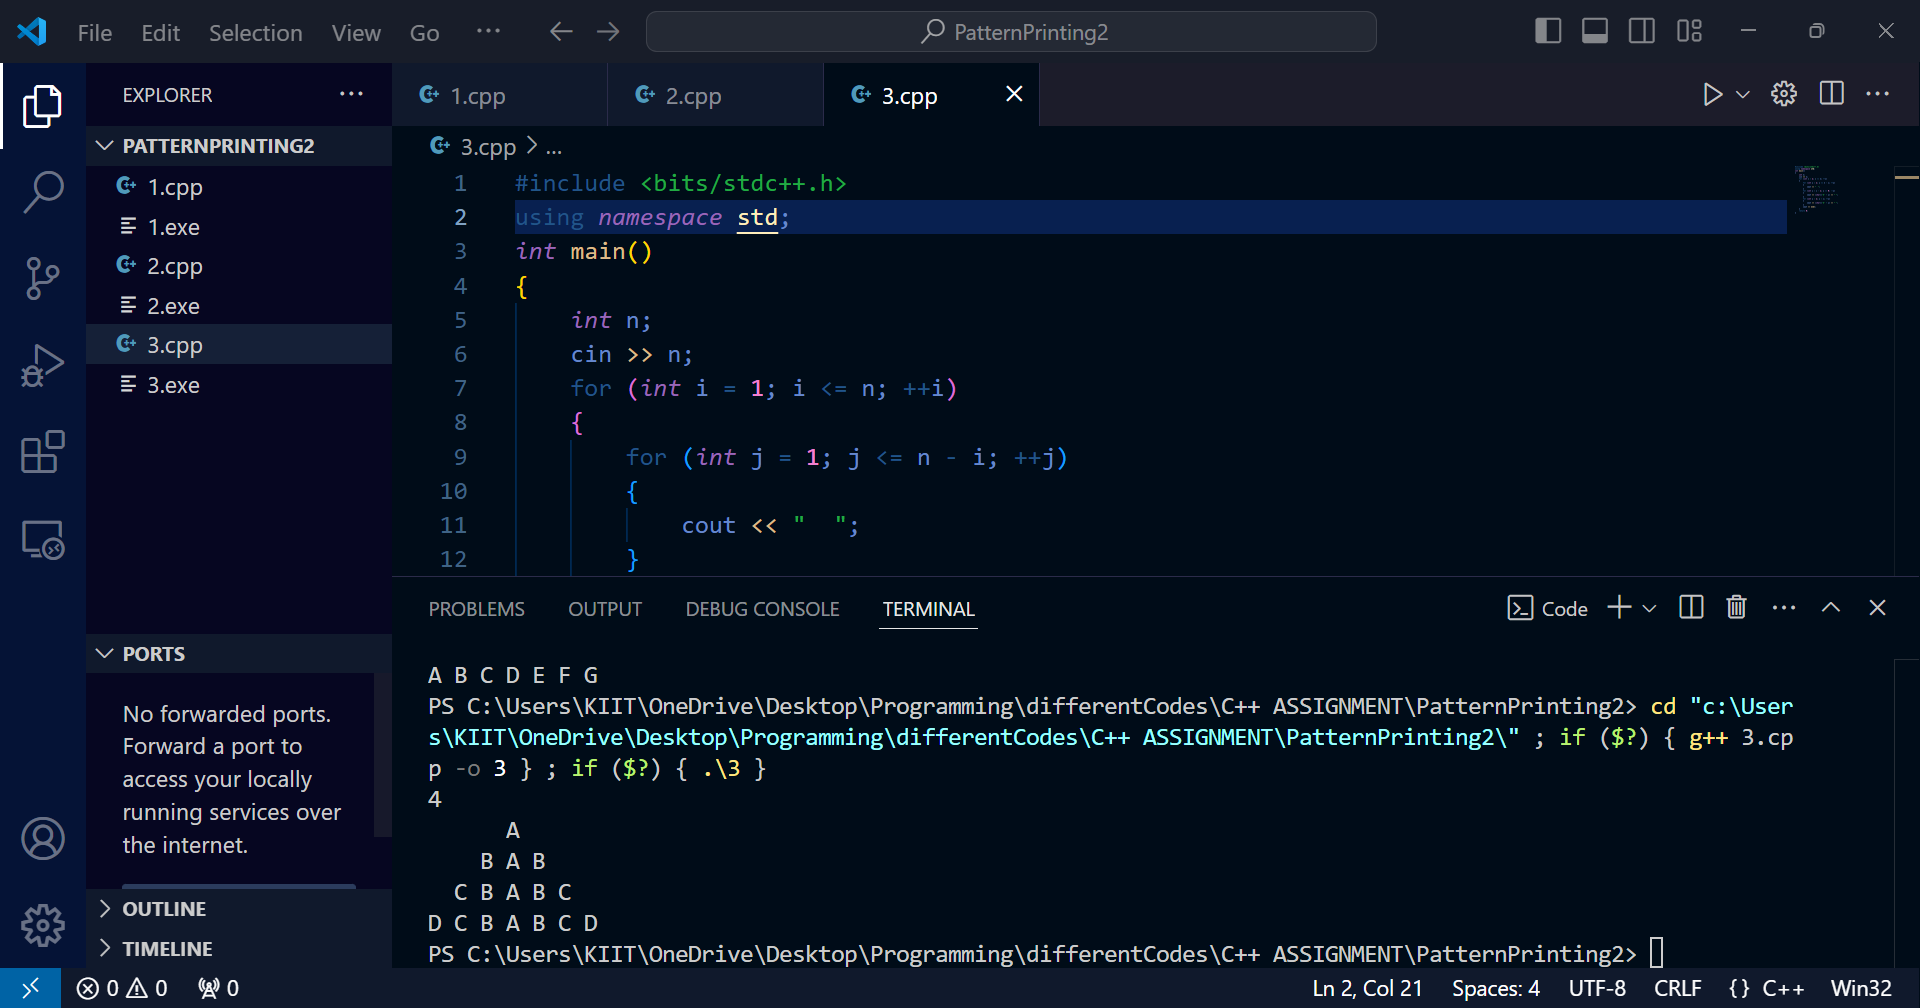 File Edit Selection View Go ··· PatternPrinting2
EXPLORER ···
PATTERNPRINTING2
1.cpp
1.exe
2.cpp
2.exe
3.cpp
3.exe
PORTS
No forwarded ports.
Forward a port to
access your locally
running services over
the internet.
OUTLINE
TIMELINE
1.cpp 2.cpp 3.cpp
3.cpp > ...
1 #include <bits/stdc++.h>
2 using namespace std;
3 int main()
4 {
5     int n;
6     cin >> n;
7     for (int i = 1; i <= n; ++i)
8     {
9         for (int j = 1; j <= n - i; ++j)
10         {
11             cout << "  ";
12         }
PROBLEMS OUTPUT DEBUG CONSOLE TERMINAL Code
A B C D E F G
PS C:\Users\KIIT\OneDrive\Desktop\Programming\differentCodes\C++ ASSIGNMENT\PatternPrinting2> cd "c:\User
s\KIIT\OneDrive\Desktop\Programming\differentCodes\C++ ASSIGNMENT\PatternPrinting2\" ; if ($?) { g++ 3.cp
p -o 3 } ; if ($?) { .\3 }
4
      A
    B A B
  C B A B C
D C B A B C D
PS C:\Users\KIIT\OneDrive\Desktop\Programming\differentCodes\C++ ASSIGNMENT\PatternPrinting2>
0 0 0 Ln 2, Col 21 Spaces: 4 UTF-8 CRLF {} C++ Win32